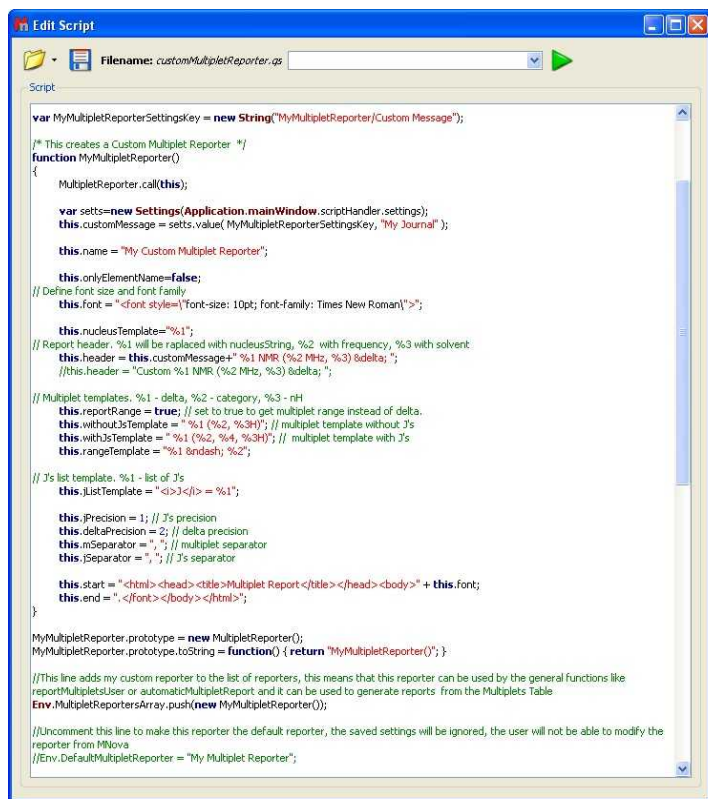 Edit Script
Filename: customMultipletReporter.qs
Script
var MyMultipletReporterSettingsKey = new String("MyMultipletReporter/Custom Message");
/* This creates a Custom Multiplet Reporter */
function MyMultipletReporter()
{
MultipletReporter.call(this);
var setts=new Settings(Application.mainWindow.scriptHandler.settings);
this.customMessage = setts.value( MyMultipletReporterSettingsKey, "My Journal" );
this.name = "My Custom Multiplet Reporter";
this.onlyElementName=false;
// Define font size and font family
this.font = "<font style=\"font-size: 10pt; font-family: Times New Roman\">";
this.nucleusTemplate="%1";
// Report header. %1 will be raplaced with nucleusString, %2 with frequency, %3 with solvent
this.header = this.customMessage+" %1 NMR (%2 MHz, %3) &delta; ";
//this.header = "Custom %1 NMR (%2 MHz, %3) &delta; ";
// Multiplet templates. %1 - delta, %2 - category, %3 - nH
this.reportRange = true; // set to true to get multiplet range instead of delta.
this.withoutJsTemplate = " %1 (%2, %3H)"; // multiplet template without J's
this.withJsTemplate = " %1 (%2, %4, %3H)"; // multiplet template with J's
this.rangeTemplate = "%1 &ndash; %2";
// J's list template. %1 - list of J's
this.jListTemplate = "<i>J</i> = %1";
this.jPrecision = 1; // J's precision
this.deltaPrecision = 2; // delta precision
this.mSeparator = ", "; // multiplet separator
this.jSeparator = ", "; // J's separator
this.start = "<html><head><title>Multiplet Report</title></head><body>" + this.font;
this.end = ".</font></body></html>";
}
MyMultipletReporter.prototype = new MultipletReporter();
MyMultipletReporter.prototype.toString = function() { return "MyMultipletReporter()"; }
//This line adds my custom reporter to the list of reporters, this means that this reporter can be used by the general functions like
reportMultipletsUser or automaticMultipletReport and it can be used to generate reports from the Multiplets Table
Env.MultipletReportersArray.push(new MyMultipletReporter());
//Uncomment this line to make this reporter the default reporter, the saved settings will be ignored, the user will not be able to modify the
reporter from MNova
//Env.DefaultMultipletReporter = "My Multiplet Reporter";